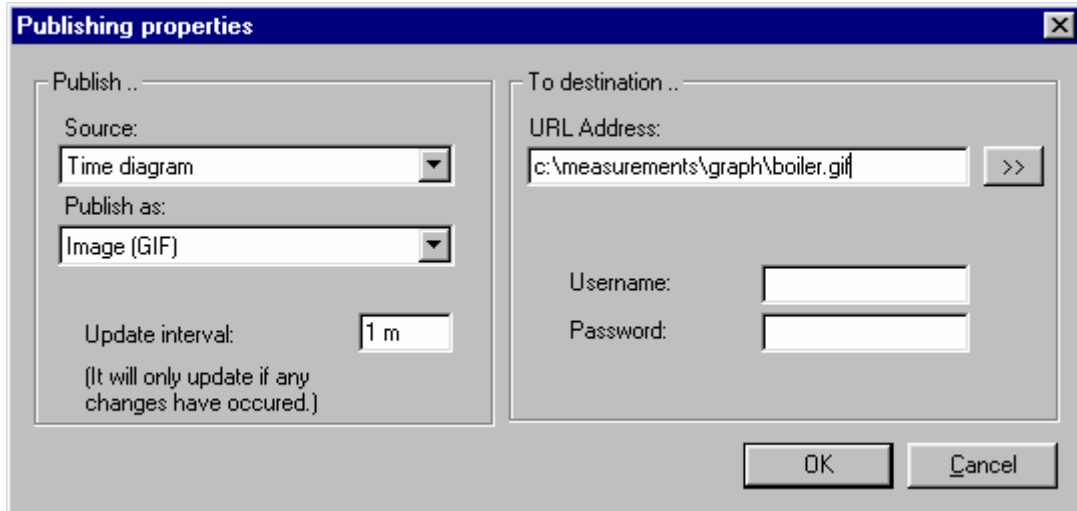 Publishing properties
Publish ..
Source:
Time diagram
Publish as:
Image (GIF)
Update interval: 1 m
(It will only update if any
changes have occured.)
To destination ..
URL Address:
c:\measurements\graph\boiler.gif
>>
Username:
Password:
OK
Cancel